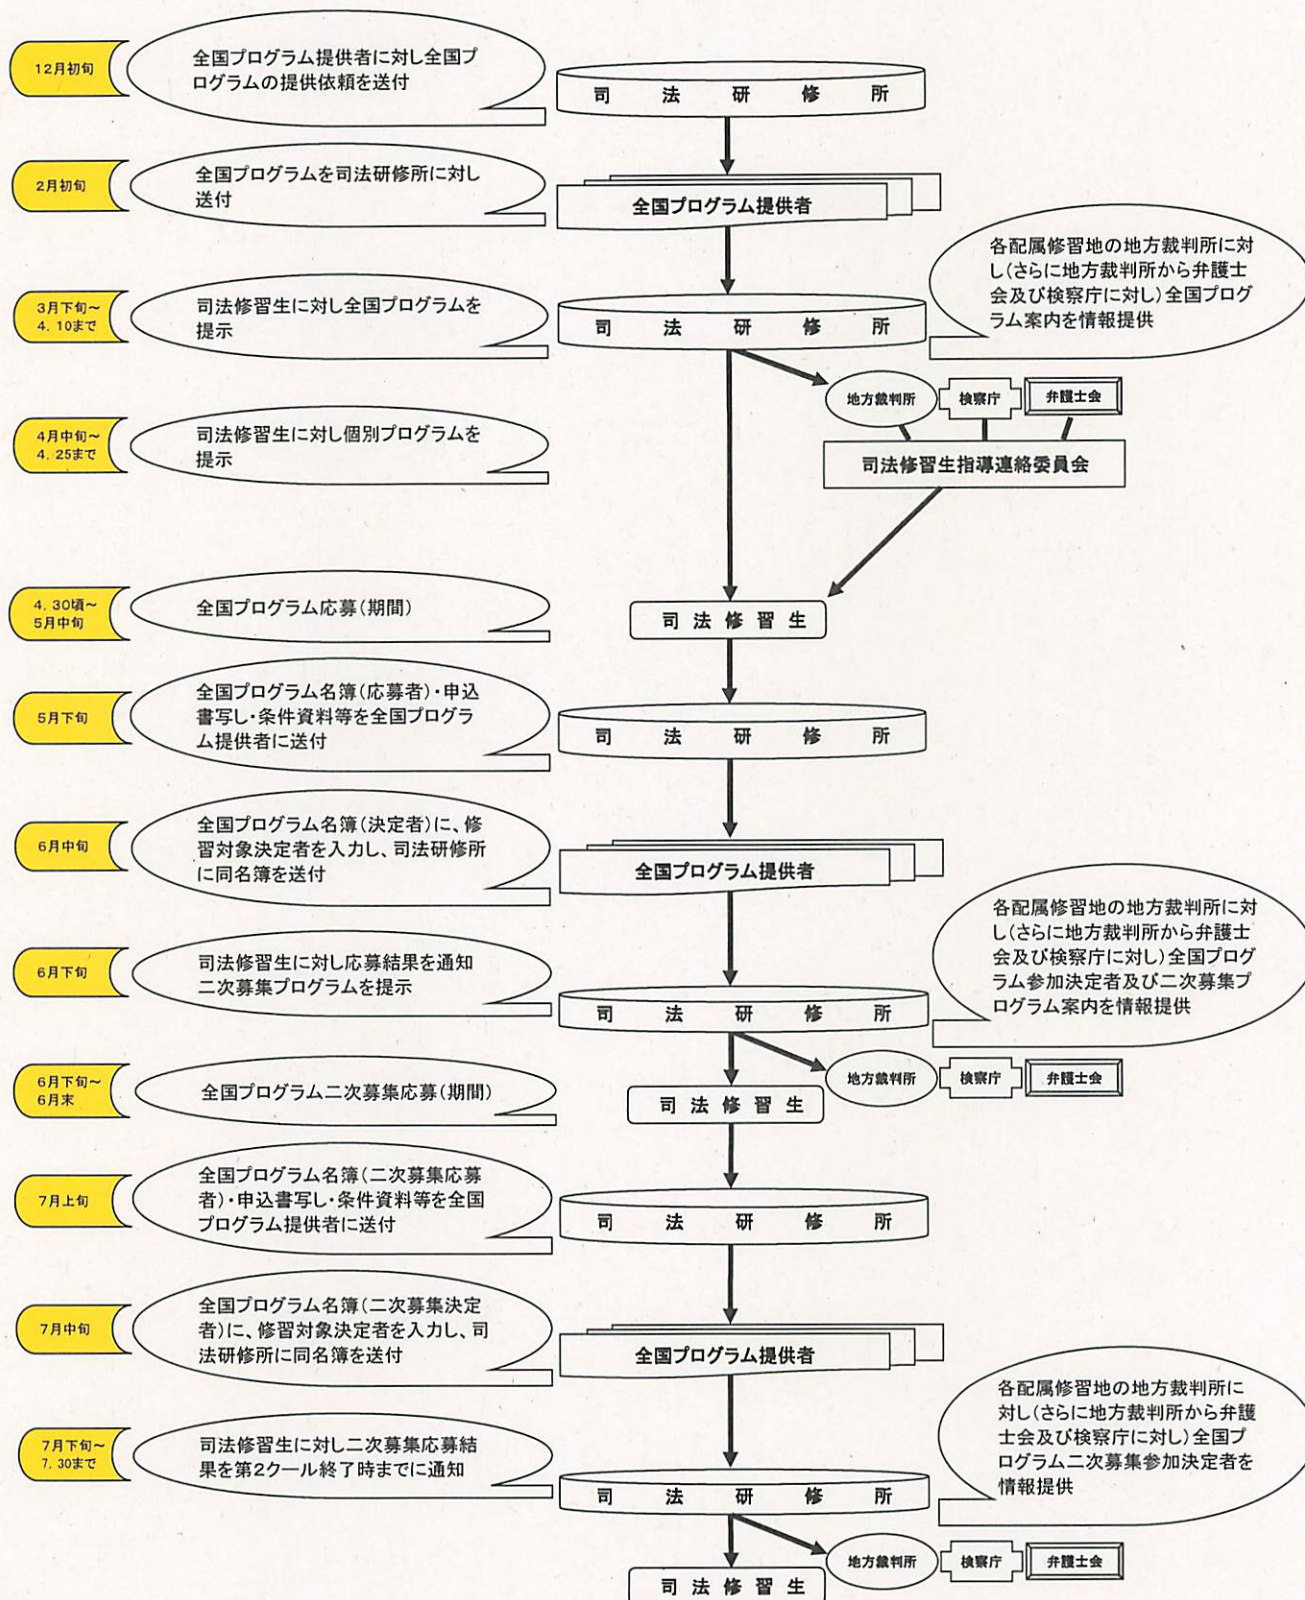 12月初旬
全国プログラム提供者に対し全国プ
ログラムの提供依頼を送付
司法研修所
2月初旬
全国プログラムを司法研修所に対し
送付
全国プログラム提供者
各配属修習地の地方裁判所に対
し(さらに地方裁判所から弁護士
会及び検察庁に対し)全国プログ
ラム案内を情報提供
3月下旬~
4. 10まで
司法修習生に対し全国プログラムを
提示
司法研修所
地方裁判所
検察庁
弁護士会
4月中旬~
4. 25まで
司法修習生に対し個別プログラムを
提示
司法修習生指導連絡委員会
4. 30頃~
5月中旬
全国プログラム応募(期間)
司法修習生
5月下旬
全国プログラム名簿(応募者)・申込
書写し・条件資料等を全国プログラ
ム提供者に送付
司法研修所
6月中旬
全国プログラム名簿(決定者)に、修
習対象決定者を入力し、司法研修所
に同名簿を送付
全国プログラム提供者
各配属修習地の地方裁判所に対
し(さらに地方裁判所から弁護士
会及び検察庁に対し)全国プログ
ラム参加決定者及び二次募集プ
ログラム案内を情報提供
6月下旬
司法修習生に対し応募結果を通知
二次募集プログラムを提示
司法研修所
地方裁判所
検察庁
弁護士会
6月下旬~
6月末
全国プログラム二次募集応募(期間)
司法修習生
7月上旬
全国プログラム名簿(二次募集応募
者)・申込書写し・条件資料等を全国
プログラム提供者に送付
司法研修所
7月中旬
全国プログラム名簿(二次募集決定
者)に、修習対象決定者を入力し、司
法研修所に同名簿を送付
全国プログラム提供者
各配属修習地の地方裁判所に
対し(さらに地方裁判所から弁護
士会及び検察庁に対し)全国プ
ログラム二次募集参加決定者を
情報提供
7月下旬~
7. 30まで
司法修習生に対し二次募集応募結
果を第2クール終了時までに通知
司法研修所
地方裁判所
検察庁
弁護士会
司法修習生